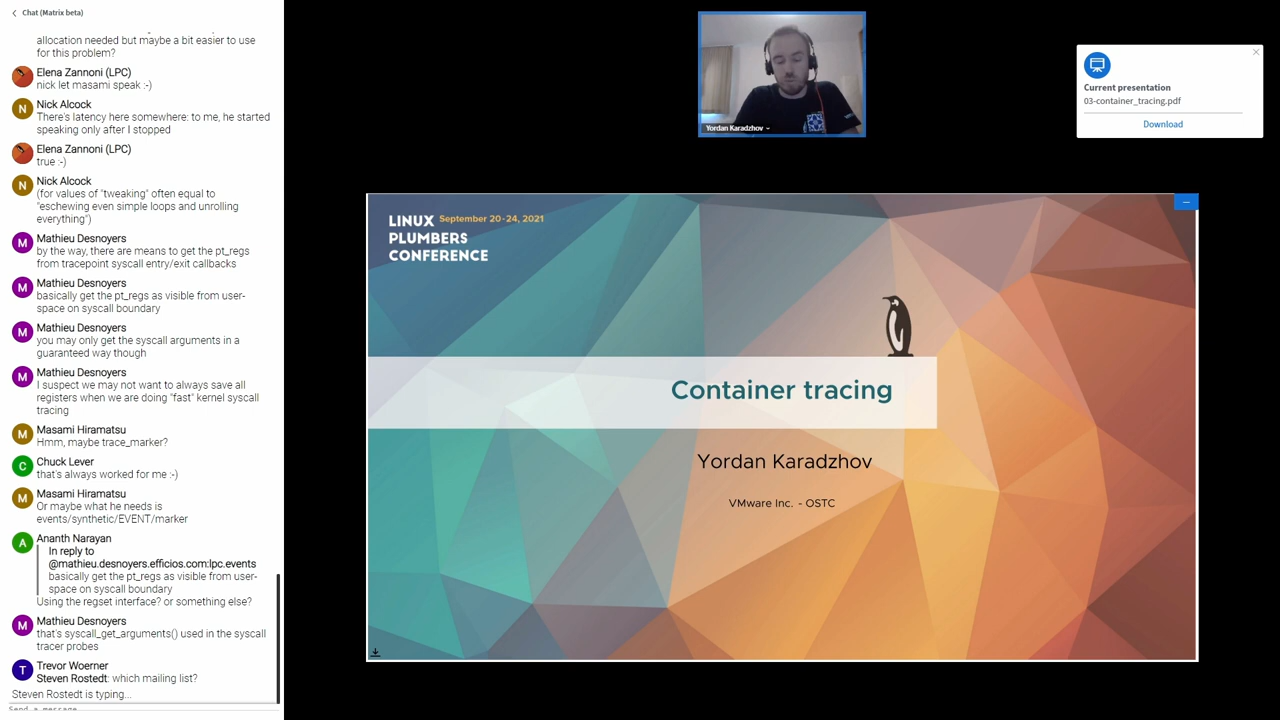 Chat (Matrix beta)
allocation needed but maybe a bit easier to use
for this problem?
Elena Zannoni (LPC)
nick let masami speak :-)
N
Nick Alcock
There's latency here somewhere: to me, he started
speaking only after I stopped
Elena Zannoni (LPC)
true :-)
N
Nick Alcock
(for values of "tweaking" often equal to
"eschewing even simple loops and unrolling
everything")
M
Mathieu Desnoyers
by the way, there are means to get the pt_regs
from tracepoint syscall entry/exit callbacks
M
Mathieu Desnoyers
basically get the pt_regs as visible from user-
space on syscall boundary
M
Mathieu Desnoyers
you may only get the syscall arguments in a
guaranteed way though
M
Mathieu Desnoyers
I suspect we may not want to always save all
registers when we are doing "fast" kernel syscall
tracing
M
Masami Hiramatsu
Hmm, maybe trace_marker?
C
Chuck Lever
that's always worked for me :-)
M
Masami Hiramatsu
Or maybe what he needs is
events/synthetic/EVENT/marker
A
Ananth Narayan
In reply to
@mathieu.desnoyers.efficios.com:lpc.events
basically get the pt_regs as visible from user-
space on syscall boundary
Using the regset interface? or something else?
M
Mathieu Desnoyers
that's syscall_get_arguments() used in the syscall
tracer probes
T
Trevor Woerner
Steven Rostedt: which mailing list?
Steven Rostedt is typing...
Send a message
Yordan Karadzhov
LINUX September 20-24, 2021
PLUMBERS
CONFERENCE
Container tracing
Yordan Karadzhov
VMware Inc. - OSTC
Current presentation
03-container_tracing.pdf
Download